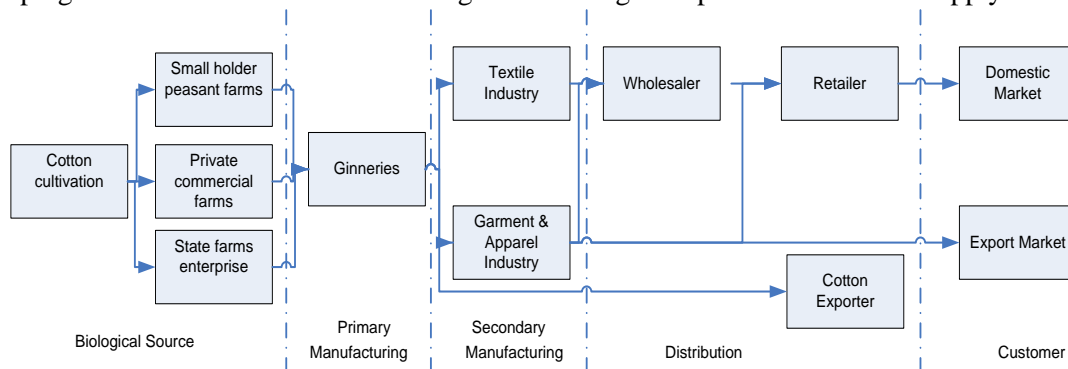 Small holder
peasant farms
Textile
Industry
Wholesaler
Retailer
Domestic
Market
Cotton
cultivation
Private
commercial
farms
Ginneries
State farms
enterprise
Garment &
Apparel
Industry
Export Market
Cotton
Exporter
Biological Source
Primary
Manufacturing
Secondary
Manufacturing
Distribution
Customer